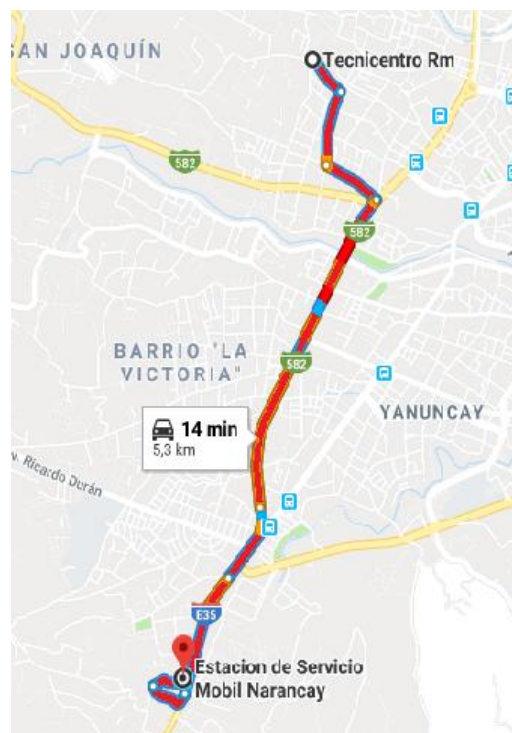 SAN JOAQUÍN
Tecnicentro Rm
582
582
BARRIO "LA
VICTORIA"
582
YANUNCAY
14 min
5,3 km
v. Ricardo Durán
E35
Estacion de Servicio
Mobil Narancay